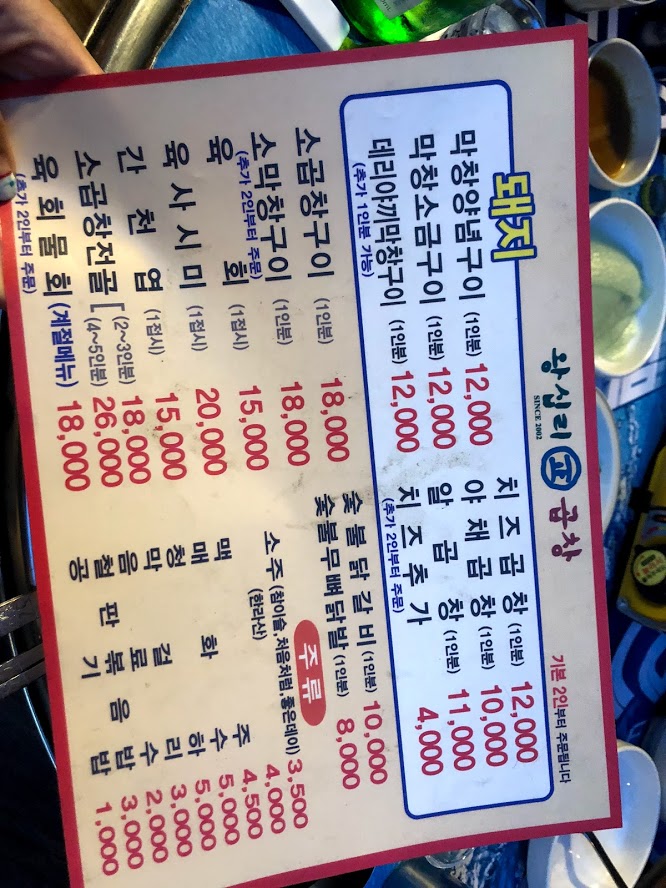 왕십리 正 곱창
SINCE 2002
기본 2인부터 주문됩니다
돼지
막창양념구이 (1인분) 12,000
막창소금구이 (1인분) 12,000
데리야끼막창구이 (1인분) 12,000
(추가 1인분 가능)
치즈곱창 (1인분) 12,000
야채곱창 (1인분) 10,000
알곱창 (1인분) 11,000
치즈추가 4,000
(추가 2인부터 주문)
소곱창구이 (1인분) 18,000
소막창구이 (1인분) 18,000
(추가 2인부터 주문)
육회 (1접시) 15,000
육사시미 (1접시) 20,000
간천엽 (1접시) 15,000
소곱창전골 [ (2~3인분) 18,000
(4~5인분) 26,000
육회물회 (계절메뉴) 18,000
(추가 2인부터 주문)
숯불닭갈비 (1인분) 10,000
숯불무뼈닭발 (1인분) 8,000
주류
소주 (참이슬,처음처럼 좋은데이) 3,500
(한라산) 4,000
맥주 4,500
매화수 5,000
청하 5,000
막걸리 3,000
음료수 2,000
철판볶음밥 3,000
공기밥 1,000